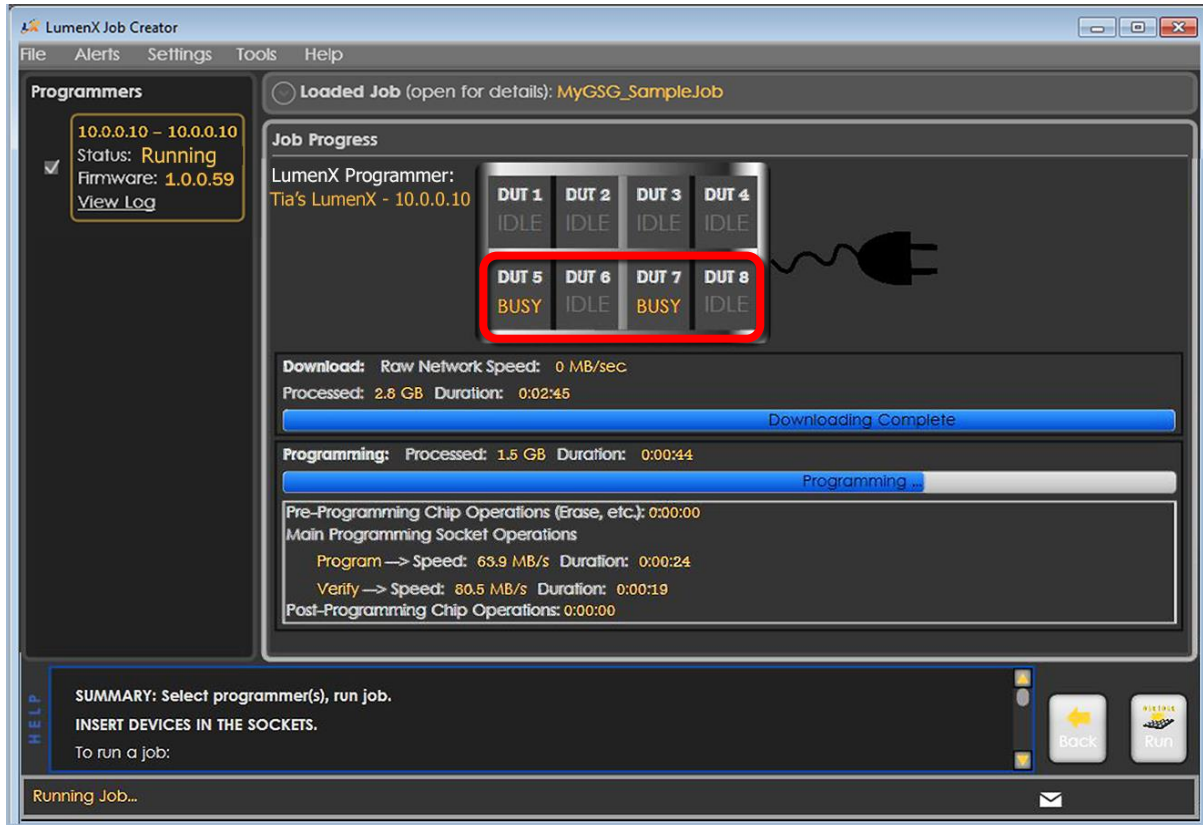 LumenX Job Creator
File Alerts Settings Tools Help
Programmers
10.0.0.10 – 10.0.0.10
Status: Running
Firmware: 1.0.0.59
View Log
Loaded Job (open for details): MyGSG_SampleJob
Job Progress
LumenX Programmer:
Tia's LumenX - 10.0.0.10
DUT 1 DUT 2 DUT 3 DUT 4
IDLE IDLE IDLE IDLE
DUT 5 DUT 6 DUT 7 DUT 8
BUSY IDLE BUSY IDLE
Download: Raw Network Speed: 0 MB/sec
Processed: 2.8 GB Duration: 0:02:45
Downloading Complete
Programming: Processed: 1.5 GB Duration: 0:00:44
Programming ...
Pre-Programming Chip Operations (Erase, etc.): 0:00:00
Main Programming Socket Operations
Program —> Speed: 63.9 MB/s Duration: 0:00:24
Verify —> Speed: 80.5 MB/s Duration: 0:00:19
Post-Programming Chip Operations: 0:00:00
HELP
SUMMARY: Select programmer(s), run job.
INSERT DEVICES IN THE SOCKETS.
To run a job:
Back Run
Running Job...